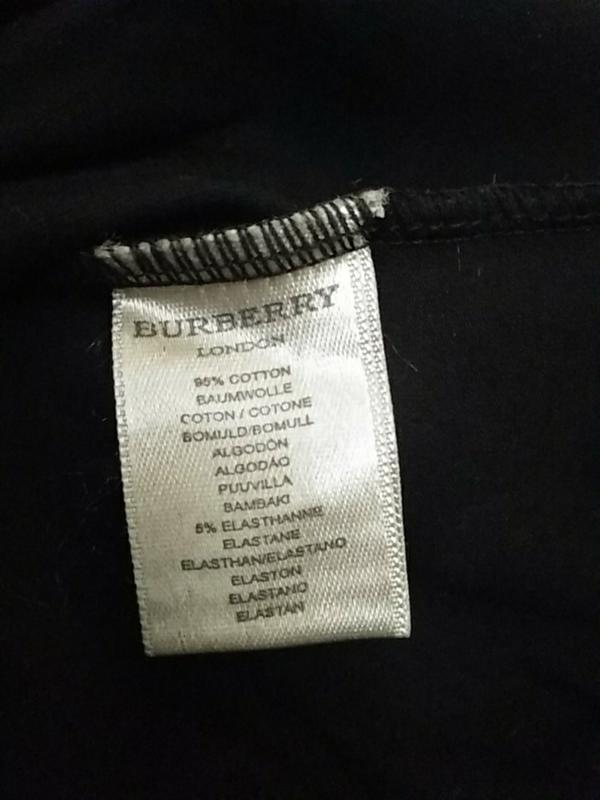 BURBERRY
LONDON
95% COTTON
BAUMWOLLE
COTON / COTONE
BOMULD/BOMULL
ALGODÓN
ALGODÃO
PUUVILLA
BAMBAKI
5% ELASTHANNE
ELASTANE
ELASTHAN/ELASTANO
ELASTON
ELASTANO
ELASTÁN